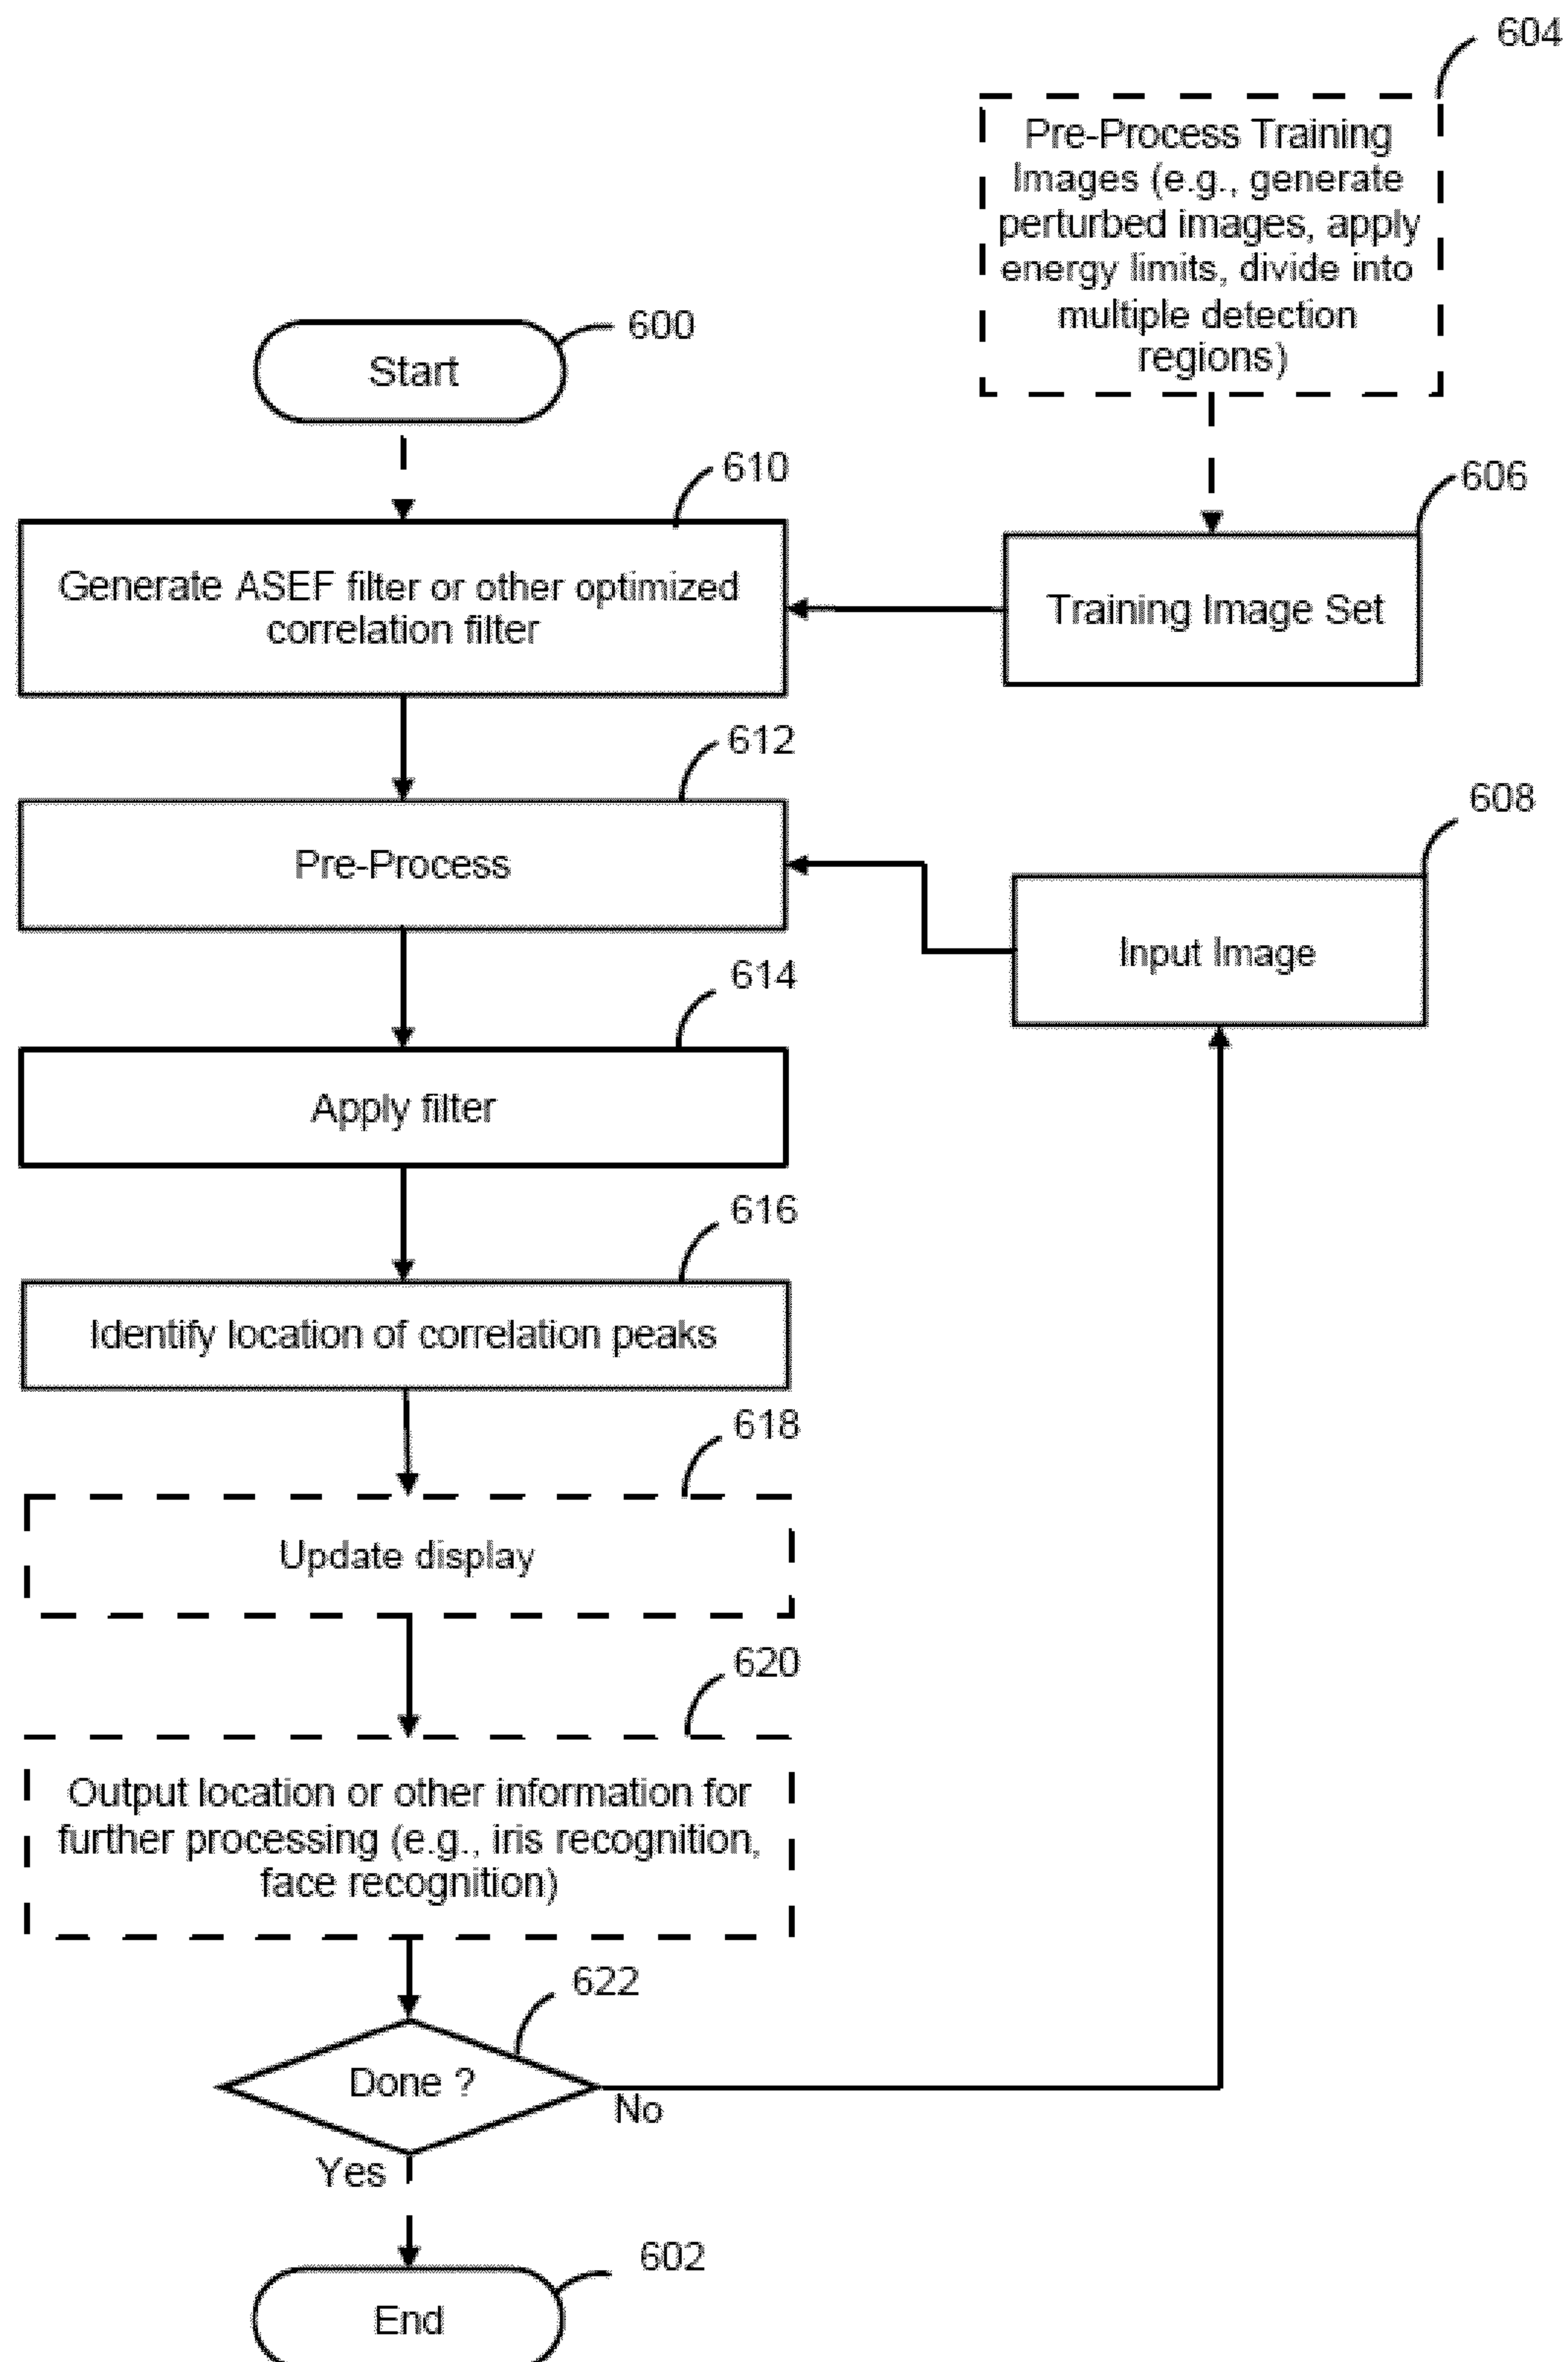 604
Pre-Process Training
Images (e.g., generate
perturbed images, apply
energy limits, divide into
multiple detection
regions)
600
Start
610
606
Generate ASEF filter or other optimized
correlation filter
Training Image Set
612
608
Pre-Process
Input Image
614
Apply filter
616
Identify location of correlation peaks
618
Update display
620
Output location or other information for
further processing (e.g., iris recognition,
face recognition)
622
Done ?
No
Yes
602
End